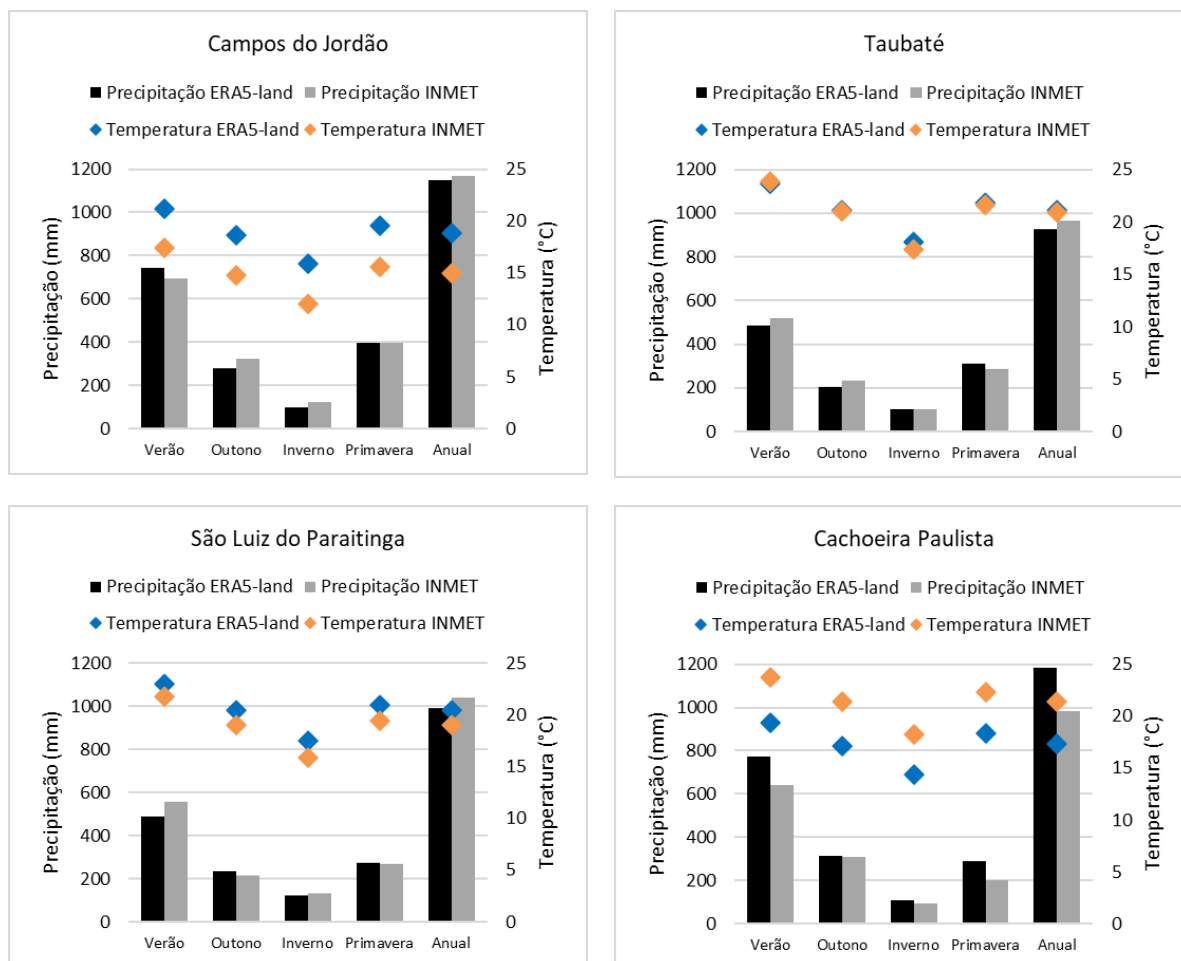 Campos do Jordão
Precipitação ERA5-land Precipitação INMET
Temperatura ERA5-land Temperatura INMET
1200 25
1000 20
800 15
600
400 10
200 5
0 0
Precipitação (mm)
Temperatura (°C)
Verão Outono Inverno Primavera Anual
Taubaté
Precipitação ERA5-land Precipitação INMET
Temperatura ERA5-land Temperatura INMET
1200 25
1000 20
800 15
600
400 10
200 5
0 0
Precipitação (mm)
Temperatura (°C)
Verão Outono Inverno Primavera Anual
São Luiz do Paraitinga
Precipitação ERA5-land Precipitação INMET
Temperatura ERA5-land Temperatura INMET
1200 25
1000 20
800 15
600
400 10
200 5
0 0
Precipitação (mm)
Temperatura (°C)
Verão Outono Inverno Primavera Anual
Cachoeira Paulista
Precipitação ERA5-land Precipitação INMET
Temperatura ERA5-land Temperatura INMET
1200 25
1000 20
800 15
600
400 10
200 5
0 0
Precipitação (mm)
Temperatura (°C)
Verão Outono Inverno Primavera Anual